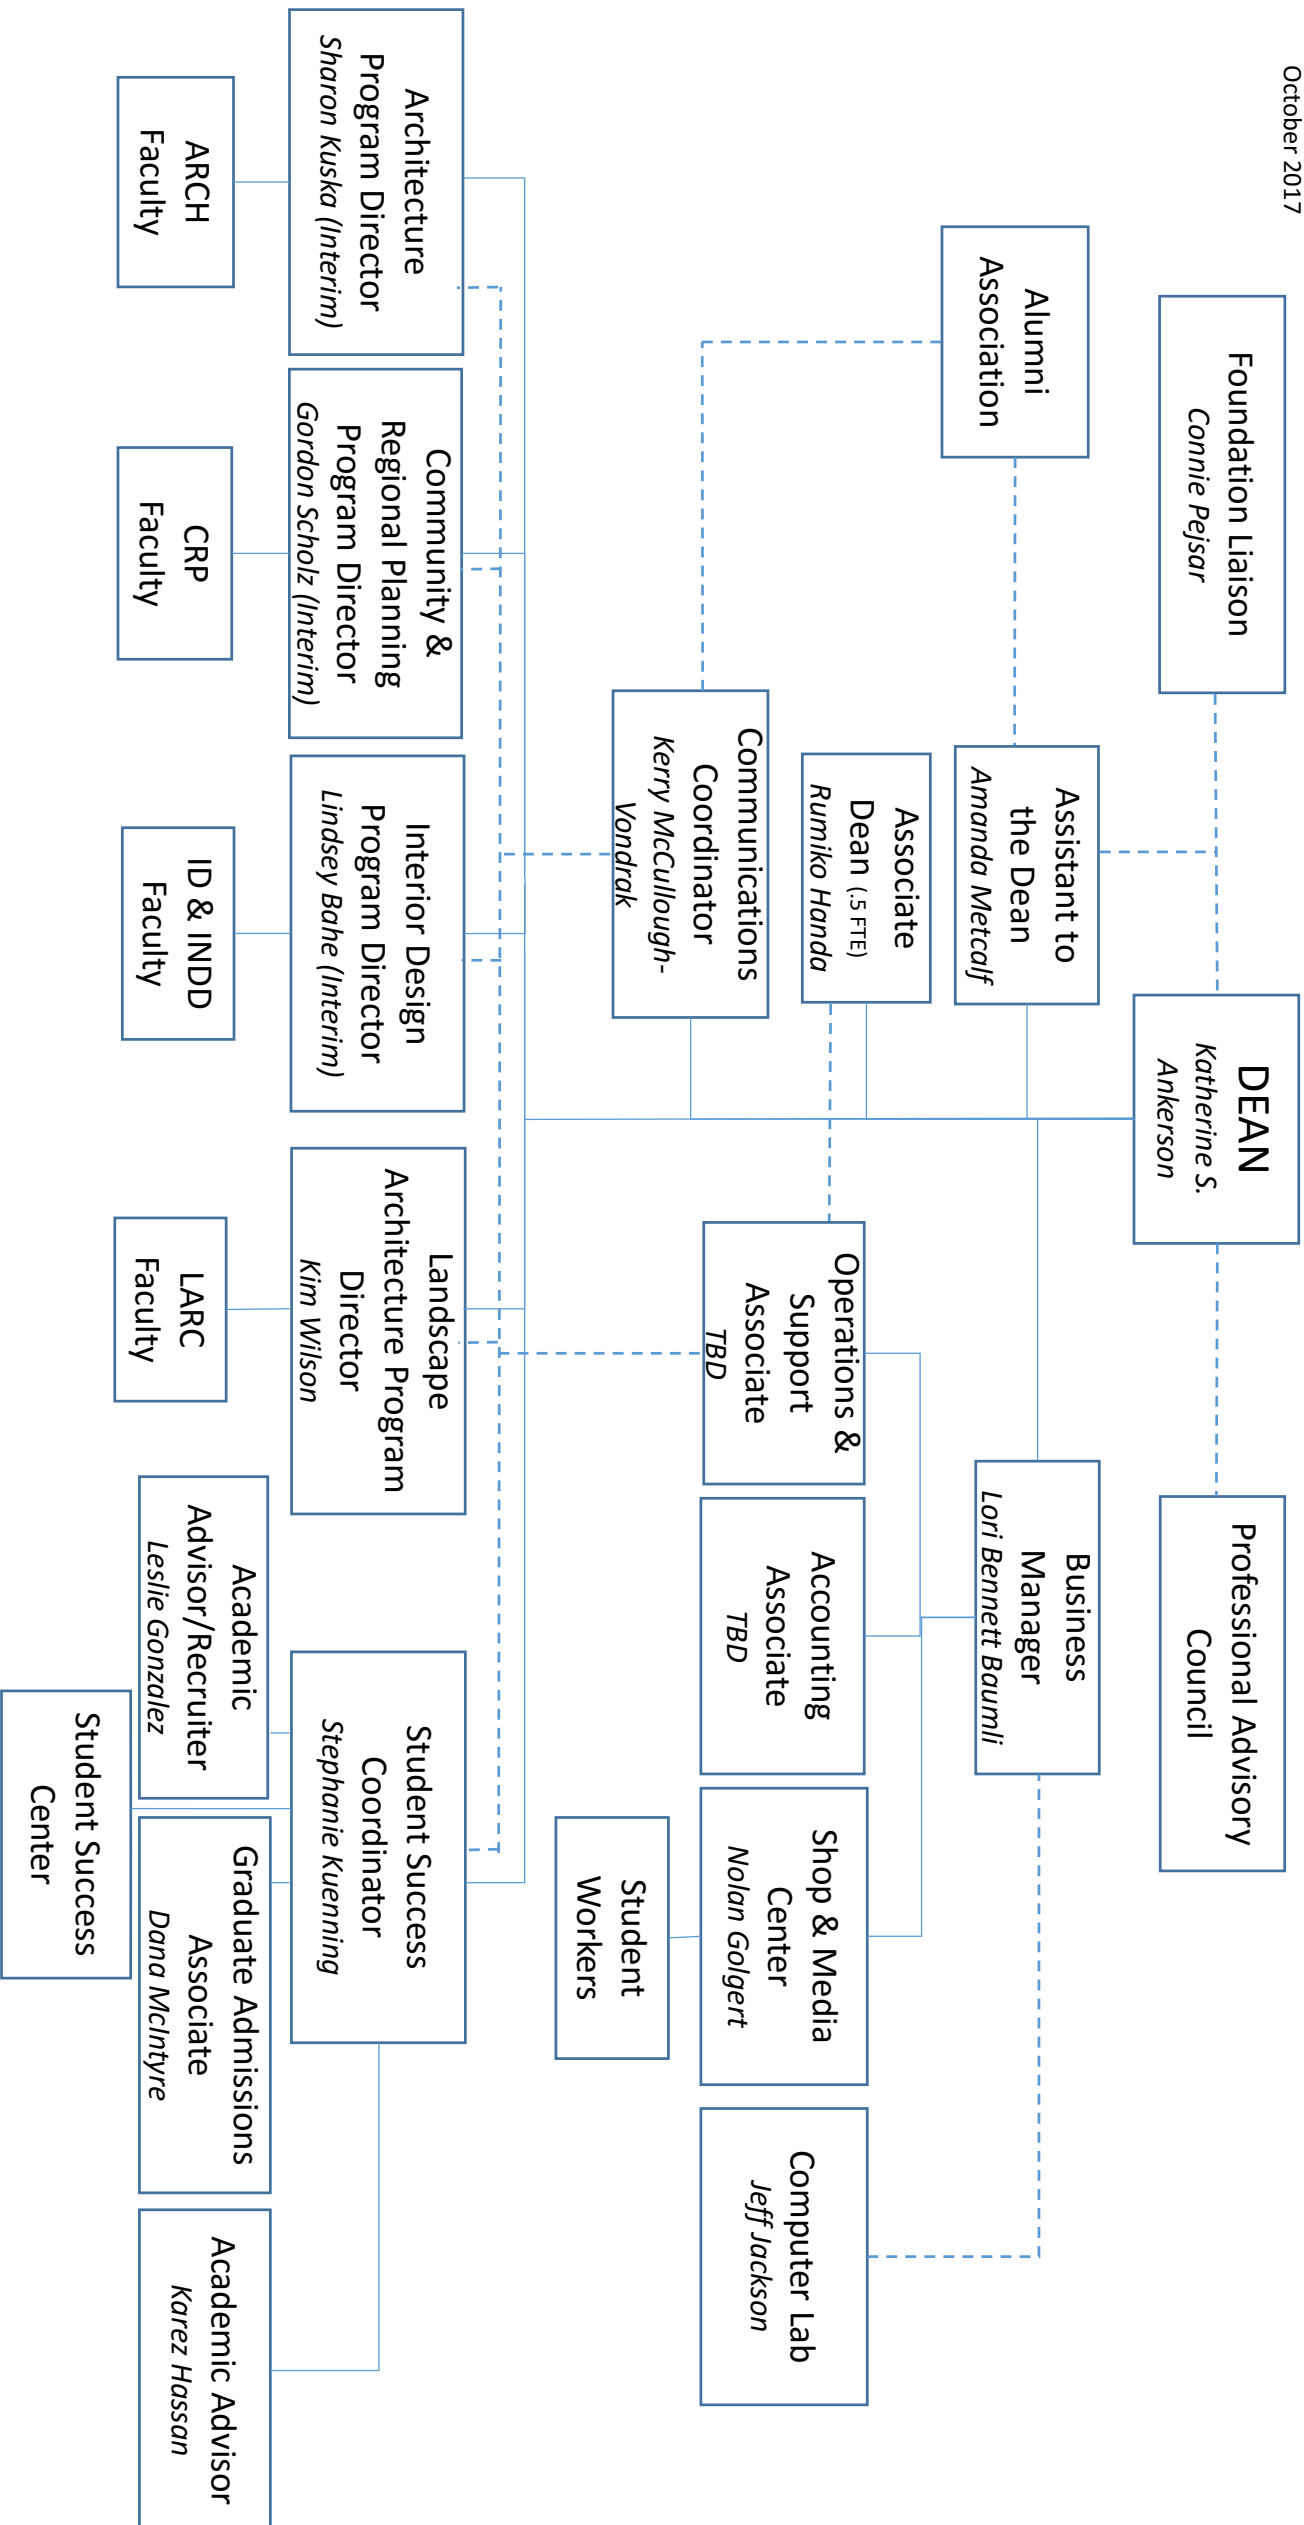 October 2017
Foundation Liaison
Connie Pejsar
DEAN
Katherine S.
Ankerson
Professional Advisory
Council
Alumni
Association
Assistant to
the Dean
Amanda Metcalf
Business
Manager
Lori Bennett Baumli
Associate
Dean (.5 FTE)
Rumiko Handa
Communications
Coordinator
Kerry McCullough-
Vondrak
Operations &
Support
Associate
TBD
Accounting
Associate
TBD
Shop & Media
Center
Nolan Golgert
Computer Lab
Jeff Jackson
Student
Workers
Architecture
Program Director
Sharon Kuska (Interim)
Community &
Regional Planning
Program Director
Gordon Scholz (Interim)
Interior Design
Program Director
Lindsey Bahe (Interim)
Landscape
Architecture Program
Director
Kim Wilson
Student Success
Coordinator
Stephanie Kuenning
ARCH
Faculty
CRP
Faculty
ID & INDD
Faculty
LARC
Faculty
Academic
Advisor/Recruiter
Leslie Gonzalez
Graduate Admissions
Associate
Dana McIntyre
Academic Advisor
Karez Hassan
Student Success
Center